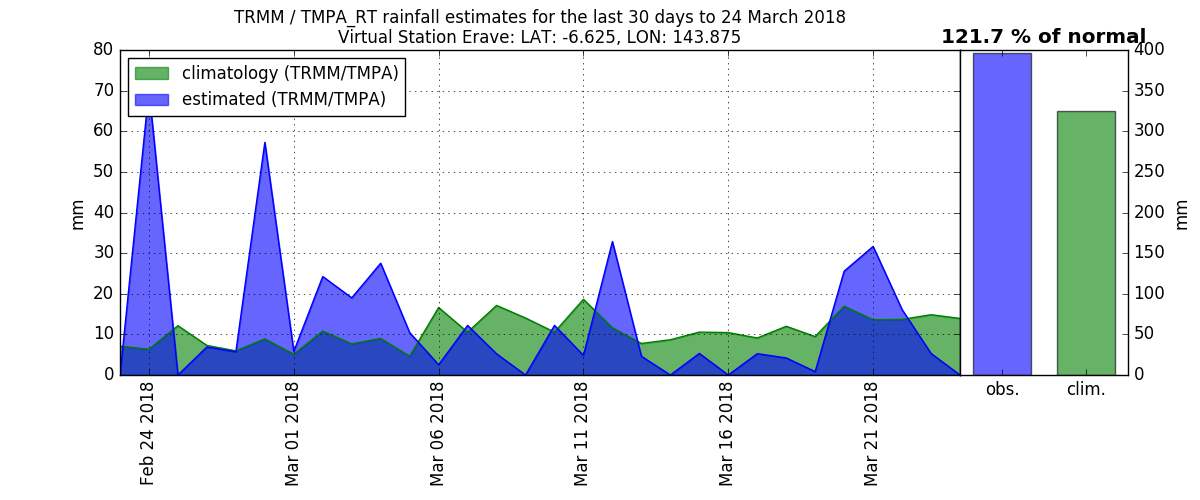 TRMM / TMPA_RT rainfall estimates for the last 30 days to 24 March 2018
Virtual Station Erave: LAT: -6.625, LON: 143.875
121.7 % of normal
climatology (TRMM/TMPA)
estimated (TRMM/TMPA)
mm
80
70
60
50
40
30
20
10
0
Feb 24 2018
Mar 01 2018
Mar 06 2018
Mar 11 2018
Mar 16 2018
Mar 21 2018
obs.
clim.
400
350
300
250
200
150
100
50
0
mm